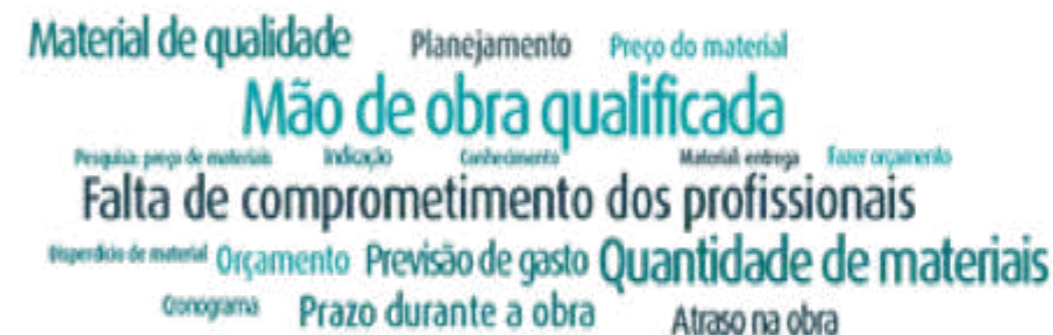 Material de qualidade Planejamento Preço do material
Mão de obra qualificada
Pesquisa: preço de materiais Indicação Conhecimento Material: entrega Fazer orçamento
Falta de comprometimento dos profissionais
Disperdício de material Orçamento Previsão de gasto Quantidade de materiais
Cronograma Prazo durante a obra Atraso na obra